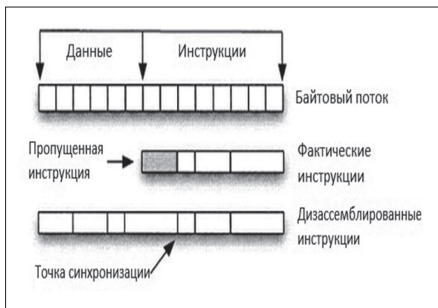 Данные
Инструкции
Байтовый поток
Пропущенная
инструкция
Фактические
инструкции
Дизассемблированные
инструкции
Точка синхронизации